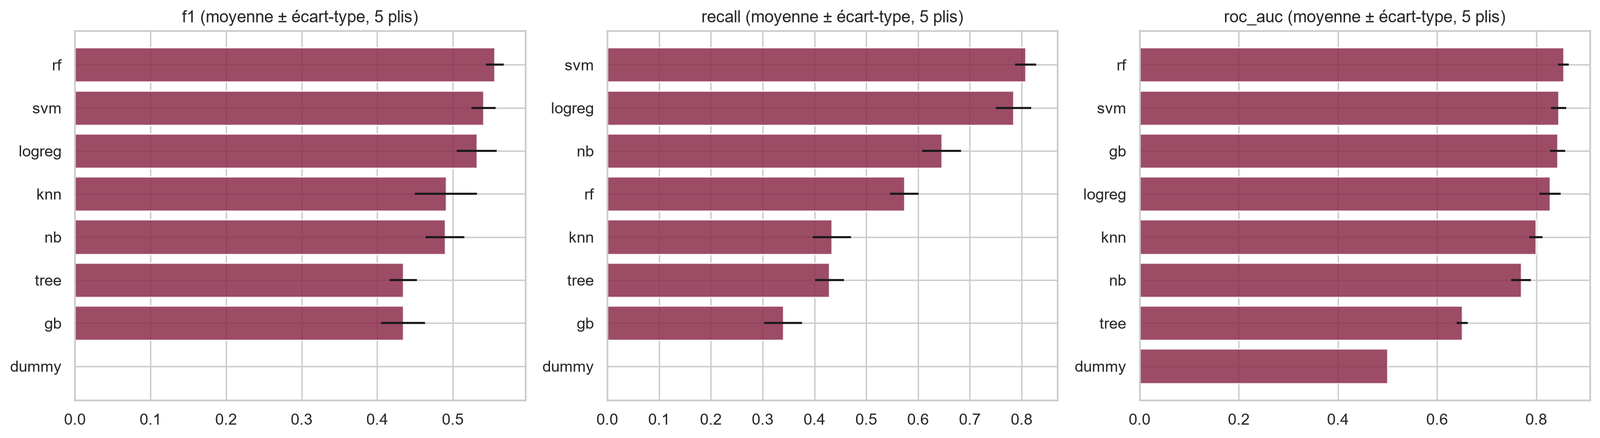 f1 (moyenne ± écart-type, 5 plis)
rf
svm
logreg
knn
nb
tree
gb
dummy
0.0 0.1 0.2 0.3 0.4 0.5
recall (moyenne ± écart-type, 5 plis)
svm
logreg
nb
rf
knn
tree
gb
dummy
0.0 0.1 0.2 0.3 0.4 0.5 0.6 0.7 0.8
roc_auc (moyenne ± écart-type, 5 plis)
rf
svm
gb
logreg
knn
nb
tree
dummy
0.0 0.2 0.4 0.6 0.8